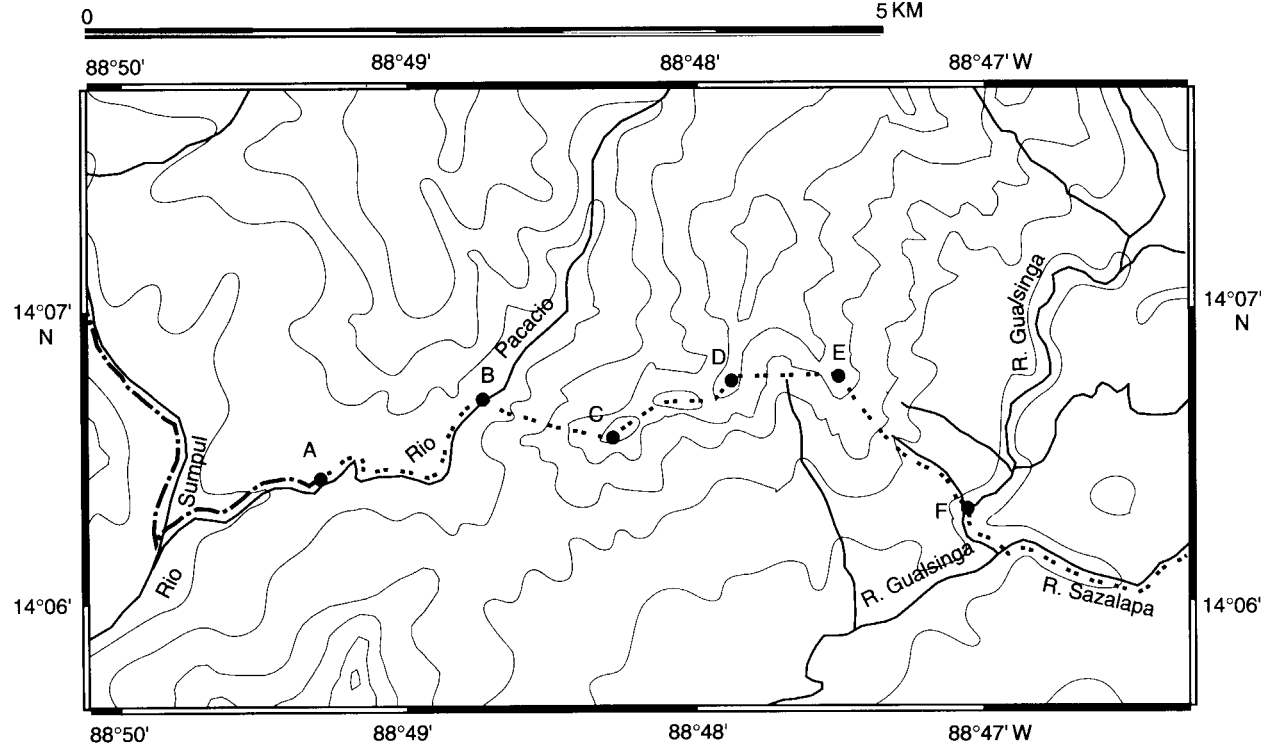 0 5 KM
88°50' 88°49' 88°48' 88°47' W
R. Gualsinga
14°07' N
14°07' N
Pacacio
D E
B
C
A
Rio
Sumpul
F
R. Gualsinga
Rio
R. Sazalapa
14°06'
14°06'
88°50' 88°49' 88°48' 88°47' W